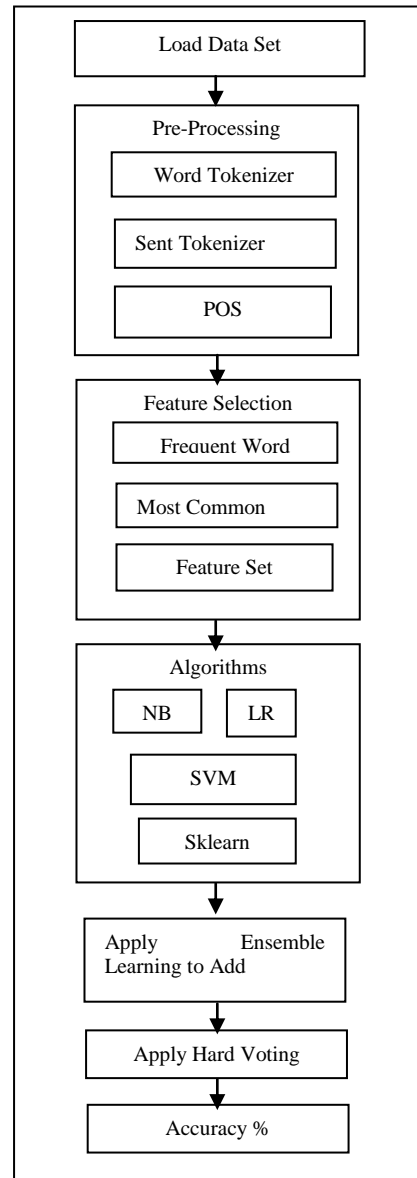 Load Data Set
Pre-Processing
Word Tokenizer
Sent Tokenizer
POS
Feature Selection
Frequent Word
Most Common
Feature Set
Algorithms
NB LR
SVM
Sklearn
Apply Ensemble
Learning to Add
Apply Hard Voting
Accuracy %